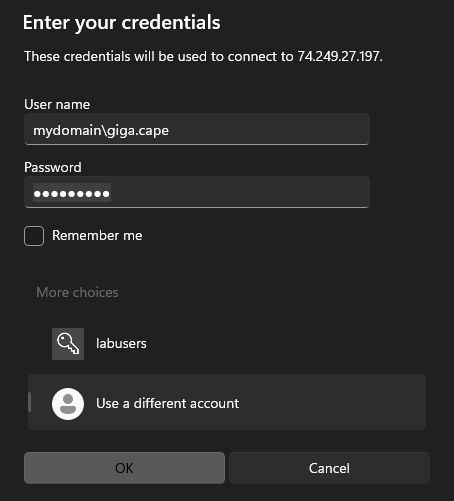 Enter your credentials
These credentials will be used to connect to 74.249.27.197.
User name
mydomain\giga.cape
Password
●●●●●●●●●
Remember me
More choices
labusers
Use a different account
OK Cancel